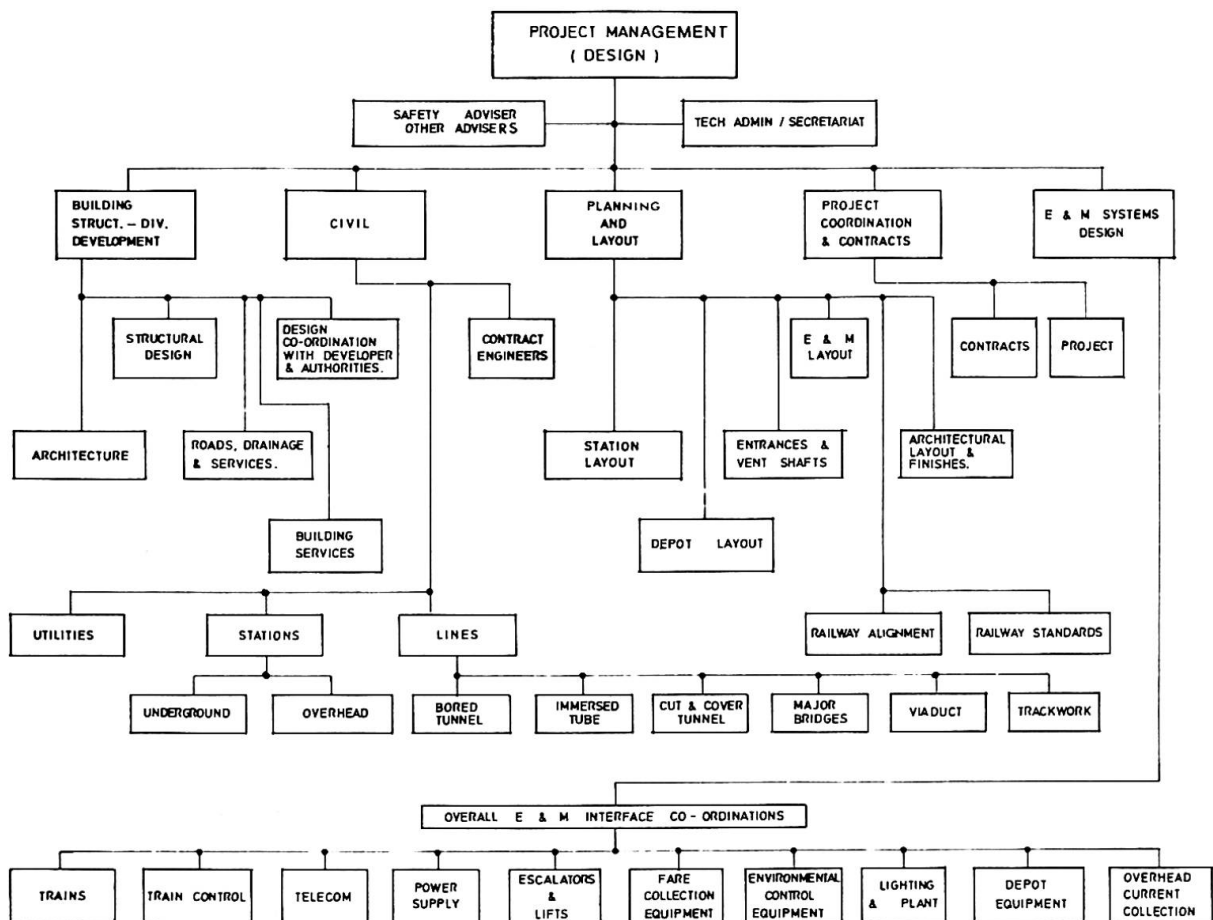 PROJECT MANAGEMENT
( DESIGN )
SAFETY ADVISER
OTHER ADVISERS
TECH ADMIN / SECRETARIAT
BUILDING
STRUCT. - DIV.
DEVELOPMENT
CIVIL
PLANNING
AND
LAYOUT
PROJECT
COORDINATION
& CONTRACTS
E & M SYSTEMS
DESIGN
STRUCTURAL
DESIGN
DESIGN
CO-ORDINATION
WITH DEVELOPER
& AUTHORITIES.
CONTRACT
ENGINEERS
E & M
LAYOUT
CONTRACTS
PROJECT
ARCHITECTURE
ROADS, DRAINAGE
& SERVICES.
STATION
LAYOUT
ENTRANCES &
VENT SHAFTS
ARCHITECTURAL
LAYOUT &
FINISHES.
BUILDING
SERVICES
DEPOT LAYOUT
UTILITIES
STATIONS
LINES
RAILWAY ALIGNMENT
RAILWAY STANDARDS
UNDERGROUND
OVERHEAD
BORED
TUNNEL
IMMERSED
TUBE
CUT & COVER
TUNNEL
MAJOR
BRIDGES
VIADUCT
TRACKWORK
OVERALL E & M INTERFACE CO-ORDINATIONS
TRAINS
TRAIN CONTROL
TELECOM
POWER
SUPPLY
ESCALATORS
&
LIFTS
FARE
COLLECTION
EQUIPMENT
ENVIRONMENTAL
CONTROL
EQUIPMENT
LIGHTING
& PLANT
DEPOT
EQUIPMENT
OVERHEAD
CURRENT
COLLECTION